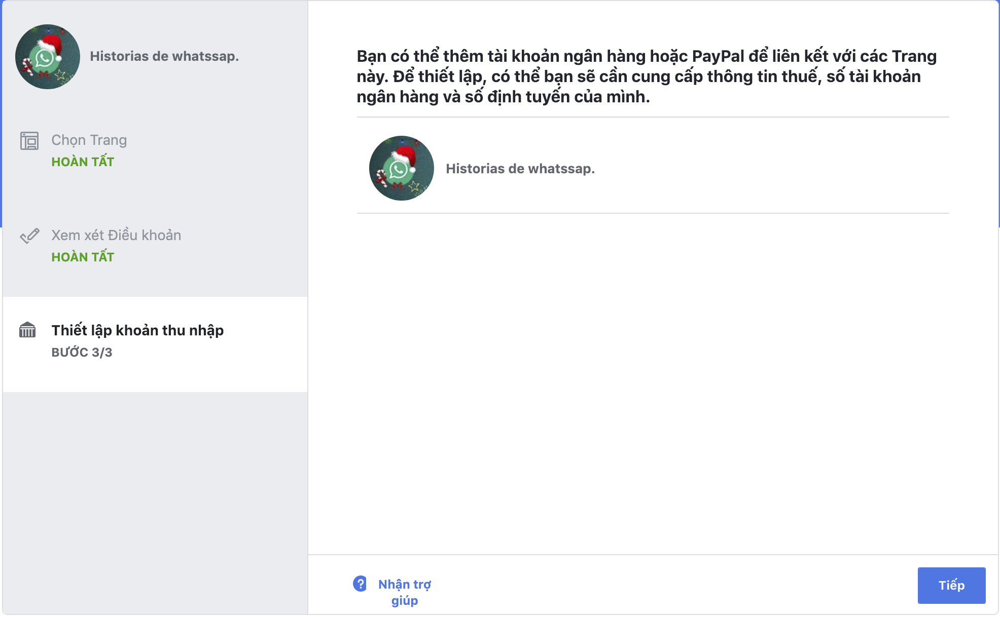 Historias de whatssap.
Chọn Trang
HOÀN TẤT
Xem xét Điều khoản
HOÀN TẤT
Thiết lập khoản thu nhập
BƯỚC 3/3
Bạn có thể thêm tài khoản ngân hàng hoặc PayPal để liên kết với các Trang
này. Để thiết lập, có thể bạn sẽ cần cung cấp thông tin thuế, số tài khoản
ngân hàng và số định tuyến của mình.
Historias de whatssap.
? Nhận trợ
giúp
Tiếp